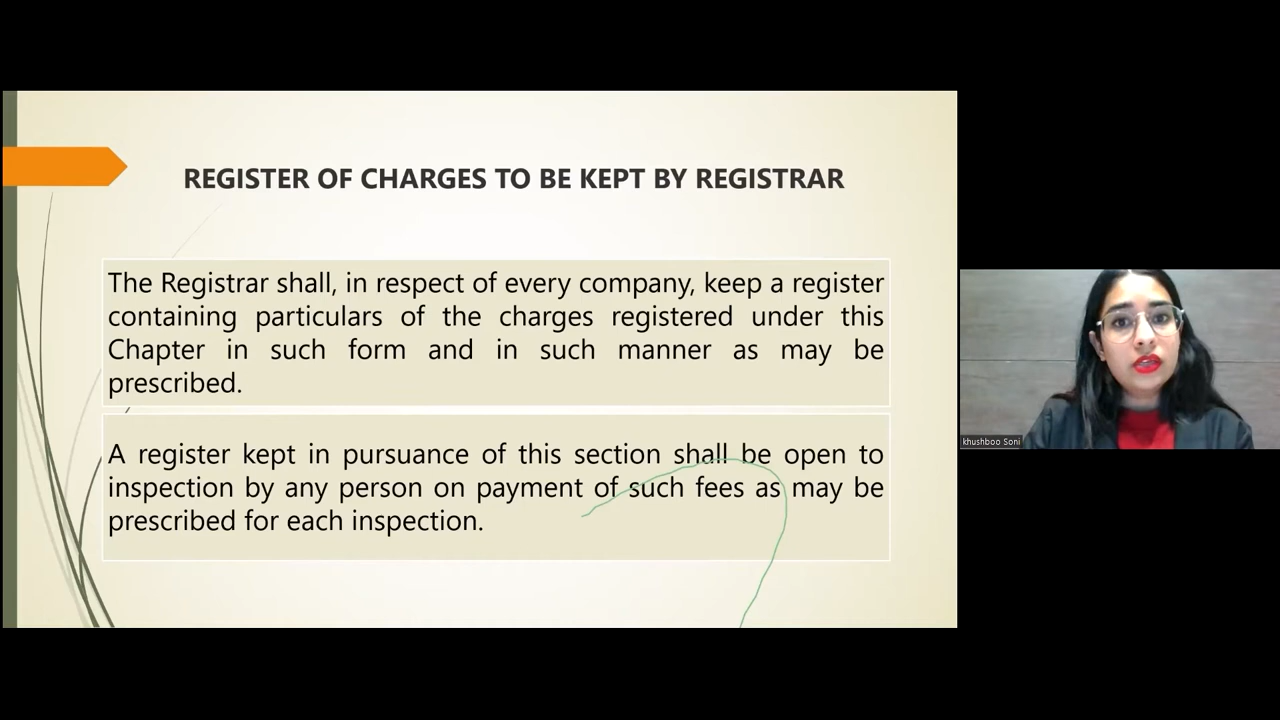 REGISTER OF CHARGES TO BE KEPT BY REGISTRAR
The Registrar shall, in respect of every company, keep a register
containing particulars of the charges registered under this
Chapter in such form and in such manner as may be
prescribed.
A register kept in pursuance of this section shall be open to
inspection by any person on payment of such fees as may be
prescribed for each inspection.
khushboo Soni